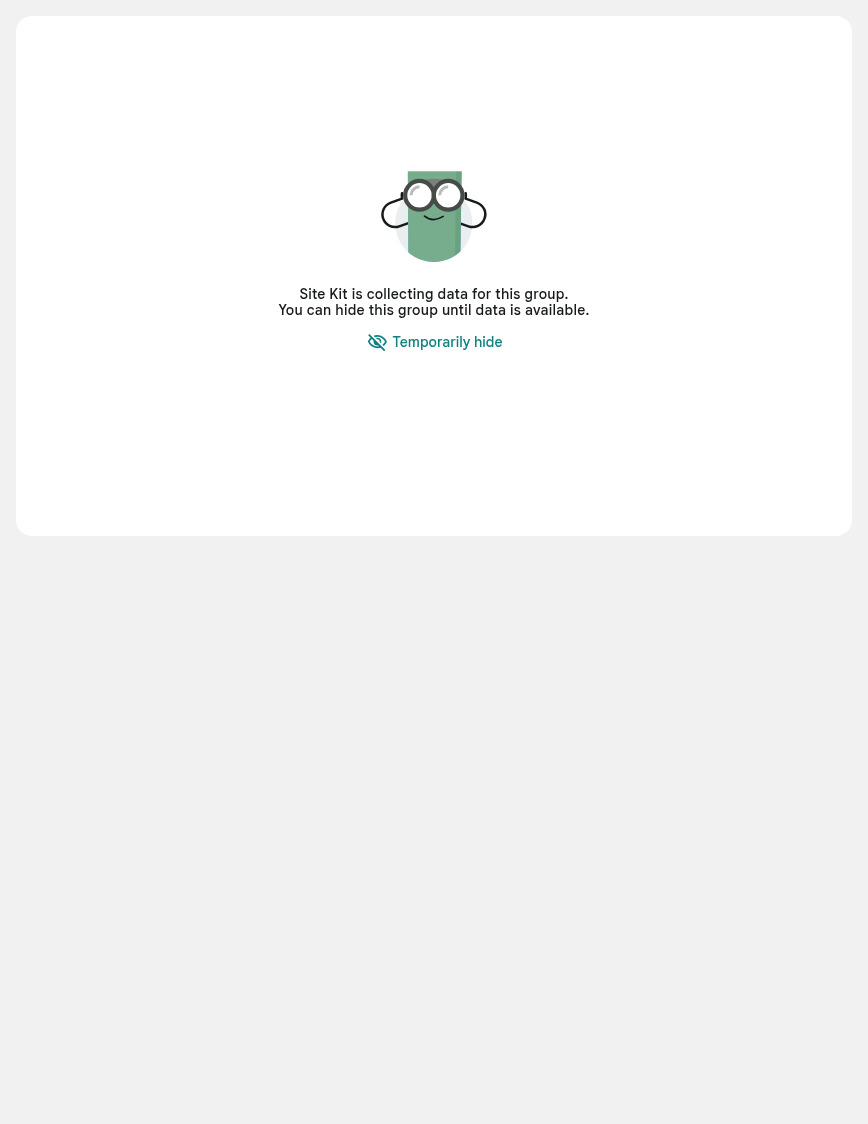 Site Kit is collecting data for this group.
You can hide this group until data is available.
Temporarily hide